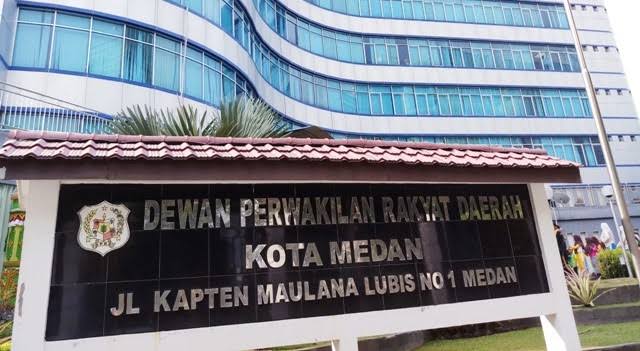 DEWAN PERWAKILAN RAKYAT DAERAH
KOTA MEDAN
JL KAPTEN MAULANA LUBIS NO 1 MEDAN